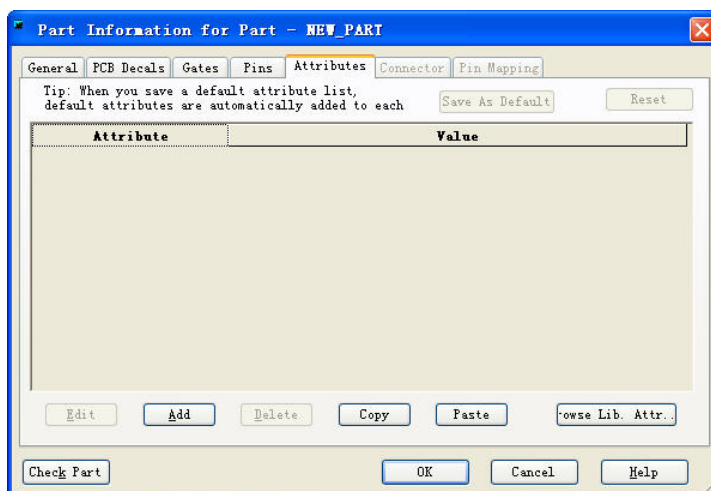 Part Information for Part - NEW_PART
General PCB Decals Gates Pins Attributes Connector Pin Mapping
Tip: When you save a default attribute list,
default attributes are automatically added to each
Save As Default Reset
Attribute Value
Edit Add Delete Copy Paste rowse Lib. Attr..
Check Part OK Cancel Help